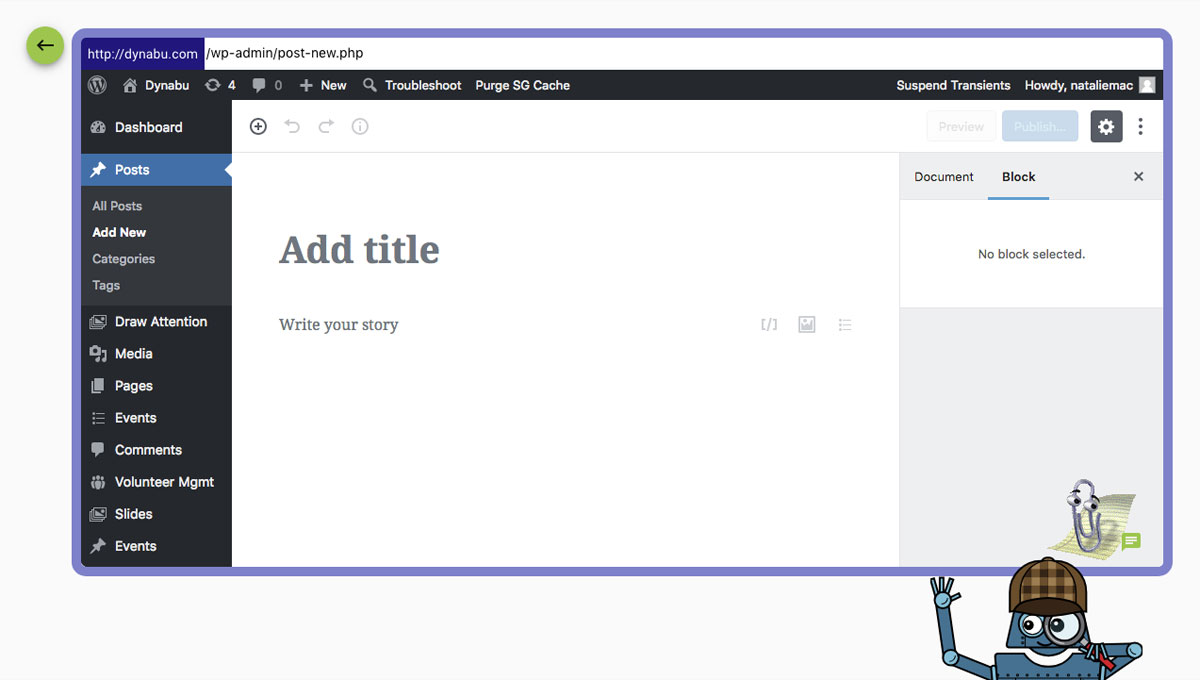 http://dynabu.com /wp-admin/post-new.php
Dynabu 4 0 New Troubleshoot Purge SG Cache Suspend Transients Howdy, nataliemac
Dashboard
Posts
All Posts
Add New
Categories
Tags
Draw Attention
Media
Pages
Events
Comments
Volunteer Mgmt
Slides
Events
Preview Publish...
Add title
Write your story
Document Block
No block selected.